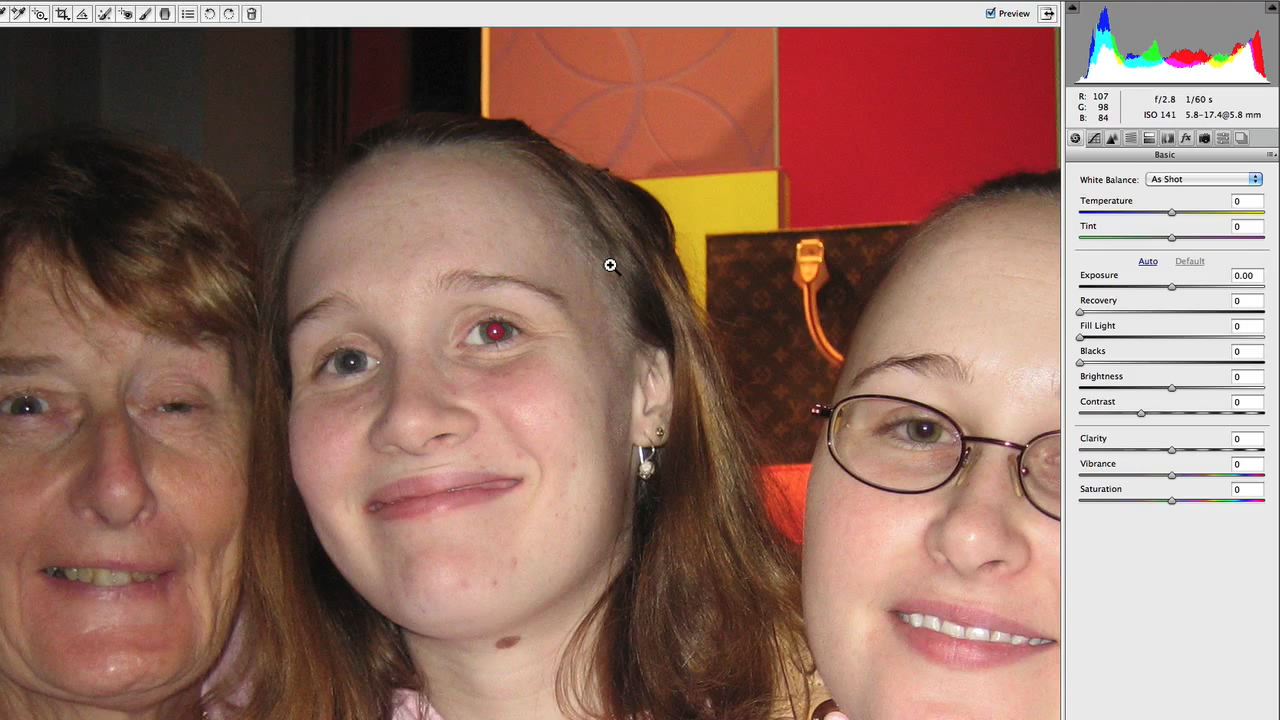 Preview
R: 107
G: 98
B: 84
f/2.8 1/60 s
ISO 141 5.8-17.4@5.8 mm
fx
Basic
White Balance: As Shot
Temperature 0
Tint 0
Auto Default
Exposure 0.00
Recovery 0
Fill Light 0
Blacks 0
Brightness 0
Contrast 0
Clarity 0
Vibrance 0
Saturation 0